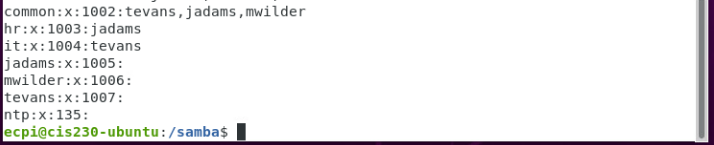 common:x:1002:tevans,jadams,mwilder
hr:x:1003:jadams
it:x:1004:tevans
jadams:x:1005:
mwilder:x:1006:
tevans:x:1007:
ntp:x:135:
ecpi@cis230-ubuntu:/samba$